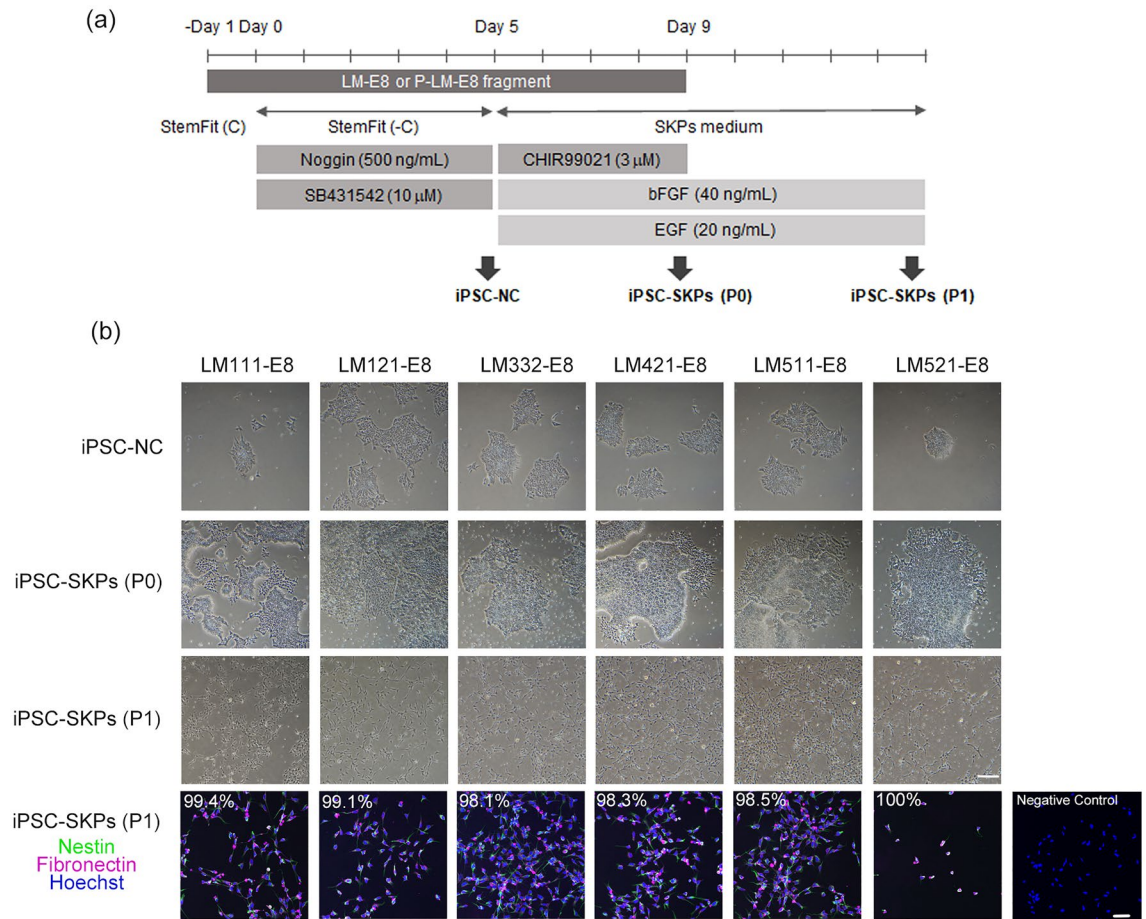 (a)
-Day 1 Day 0 Day 5 Day 9
LM-E8 or P-LM-E8 fragment
StemFit (C) StemFit (-C) SKPs medium
Noggin (500 ng/mL) CHIR99021 (3 μM)
SB431542 (10 μM) bFGF (40 ng/mL)
EGF (20 ng/mL)
iPSC-NC iPSC-SKPs (P0) iPSC-SKPs (P1)
(b)
LM111-E8 LM121-E8 LM332-E8 LM421-E8 LM511-E8 LM521-E8
iPSC-NC
iPSC-SKPs (P0)
iPSC-SKPs (P1)
99.4% 99.1% 98.1% 98.3% 98.5% 100% Negative Control
iPSC-SKPs (P1)
Nestin
Fibronectin
Hoechst